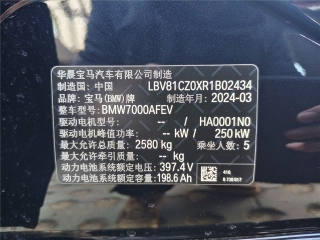 华晨宝马汽车有限公司制造
制造国：中国 LBV81CZ0XR1B02434
品牌：宝马(BMW)牌 制造年月：2024-03
整车型号：BMW7000AFEV
驱动电机型号： -- / HA0001N0
驱动电机峰值功率： -- kW / 250 kW
最大允许总质量： 2580 kg 乘坐人数：5
最大允许牵引质量： -- kg
动力电池系统额定电压： 397.4 V
动力电池系统额定容量： 198.6 Ah